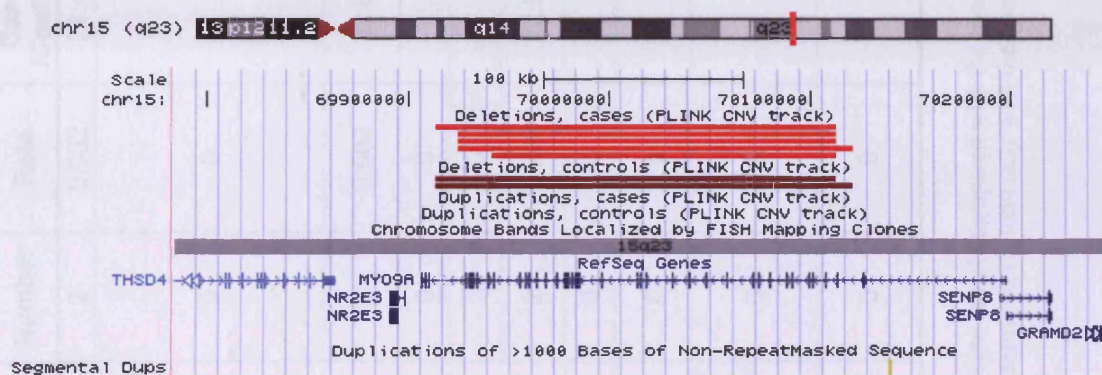 chr15 (q23) 13 p12 11.2 q14 q23
Scale 100 kb
chr15: 69900000 70000000 70100000 70200000
Deletions, cases (PLINK CNV track)
Deletions, controls (PLINK CNV track)
Duplications, cases (PLINK CNV track)
Duplications, controls (PLINK CNV track)
Chromosome Bands Localized by FISH Mapping Clones
15q23
RefSeq Genes
THSD4 MYO9A
NR2E3 SENP8
NR2E3 SENP8
GRAMD2
Duplications of >1000 Bases of Non-RepeatMasked Sequence
Segmental Dups